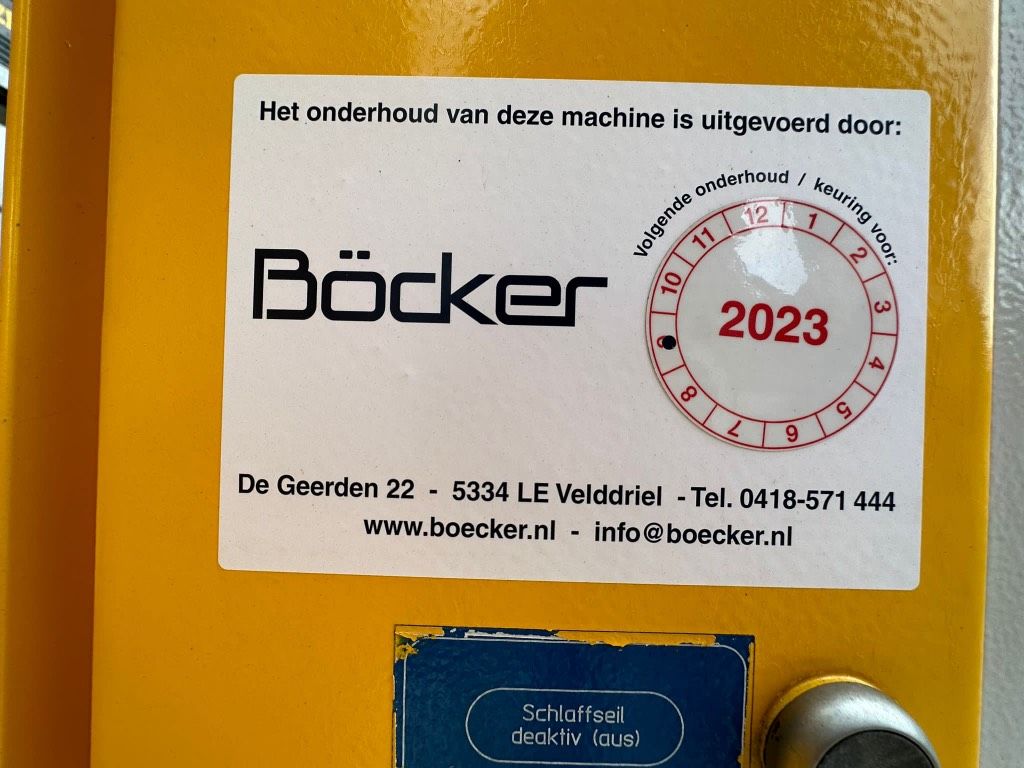 Het onderhoud van deze machine is uitgevoerd door:
Böcker
Volgende onderhoud / keuring voor:
12 1 2 3 4 5 6 7 8 9 10 11
2023
De Geerden 22 - 5334 LE Velddriel - Tel. 0418-571 444
www.boecker.nl - info@boecker.nl
Schlaffseil
deaktiv (aus)